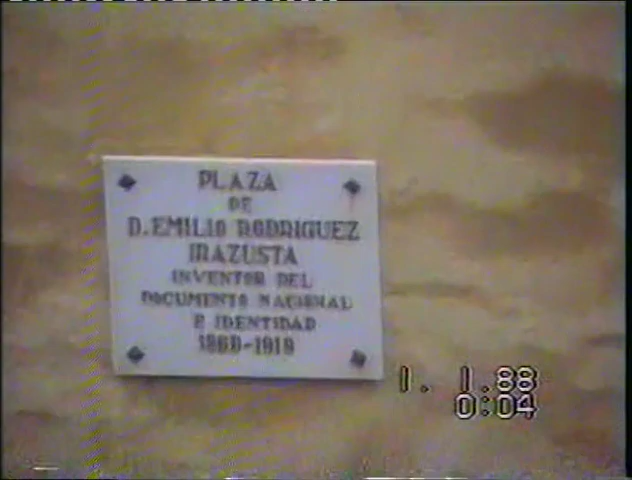 PLAZA
DE
D. EMILIO RODRIGUEZ
IRAZUSTA
INVENTOR DEL
DOCUMENTO NACIONAL
E IDENTIDAD
1860-1919
1. 1.88
0:04